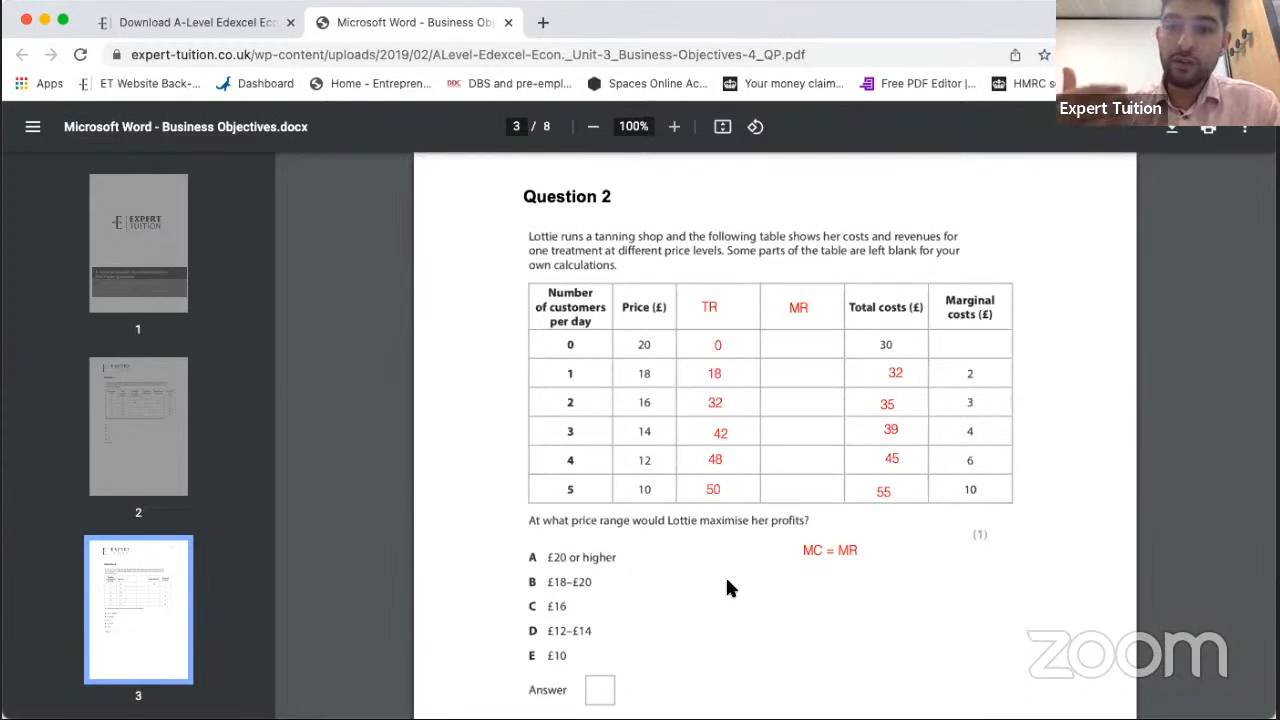 Download A-Level Edexcel Ec
Microsoft Word - Business Ob
expert-tuition.co.uk/wp-content/uploads/2019/02/ALevel-Edexcel-Econ._Unit-3_Business-Objectives-4_QP.pdf
Apps
ET Website Back-...
Dashboard
Home - Entrepren...
DBS and pre-empl...
Spaces Online Ac...
Your money claim...
Free PDF Editor |...
HMRC s
Expert Tuition
Microsoft Word - Business Objectives.docx
3 / 8
100%
EXPERT
TUITION
1
2
3
Question 2
Lottie runs a tanning shop and the following table shows her costs and revenues for
one treatment at different price levels. Some parts of the table are left blank for your
own calculations.
Number of customers per day Price (£) TR MR Total costs (£) Marginal costs (£)
0 20 0 30
1 18 18 32 2
2 16 32 35 3
3 14 42 39 4
4 12 48 45 6
5 10 50 55 10
At what price range would Lottie maximise her profits?
(1)
MC = MR
A £20 or higher
B £18–£20
C £16
D £12–£14
E £10
Answer
zoom